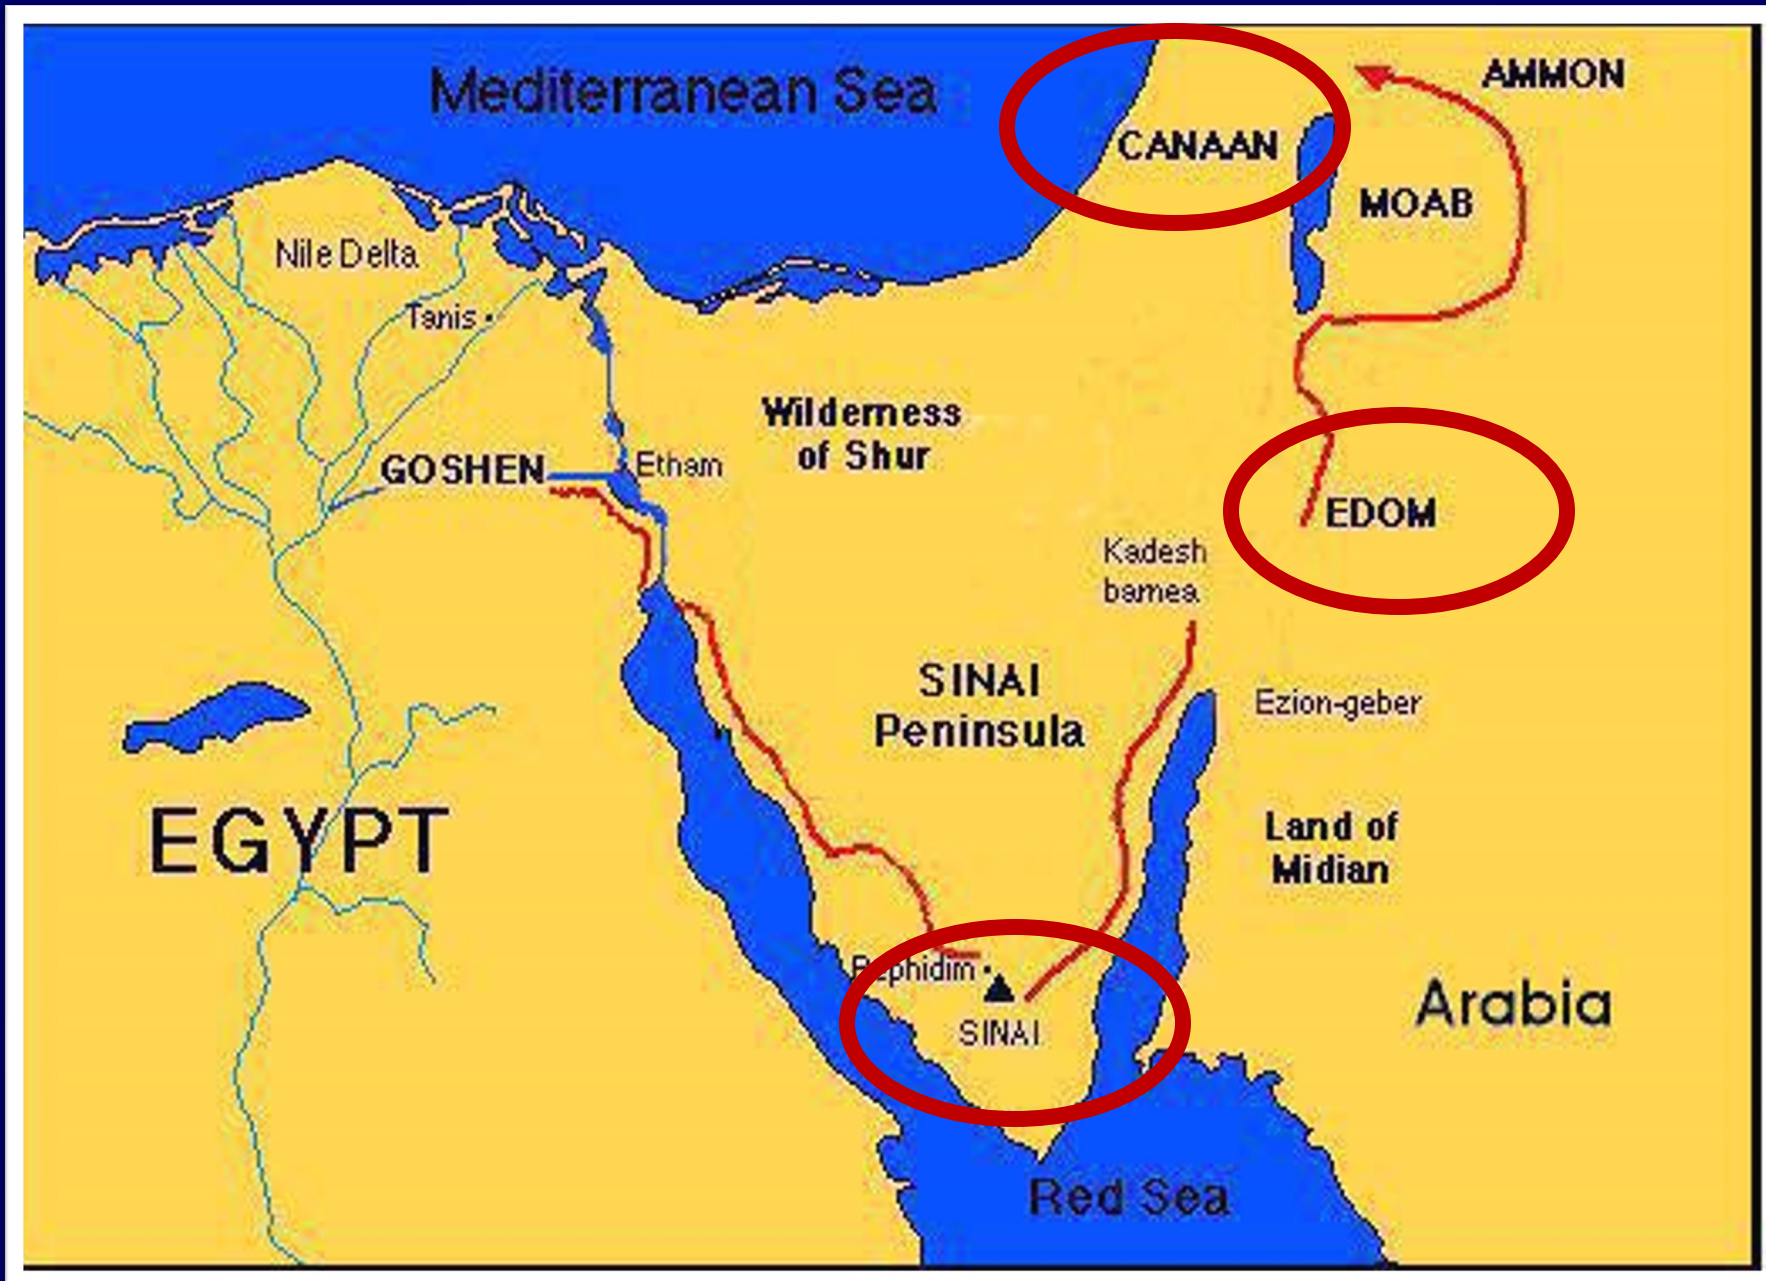 Mediterranean Sea
AMMON
CANAAN
MOAB
Nile Delta
Tanis
Wilderness
of Shur
GOSHEN
Etham
EDOM
Kadesh
barnea
SINAI
Peninsula
Ezion-geber
EGYPT
Land of
Midian
Rephidim
SINAI
Arabia
Red Sea